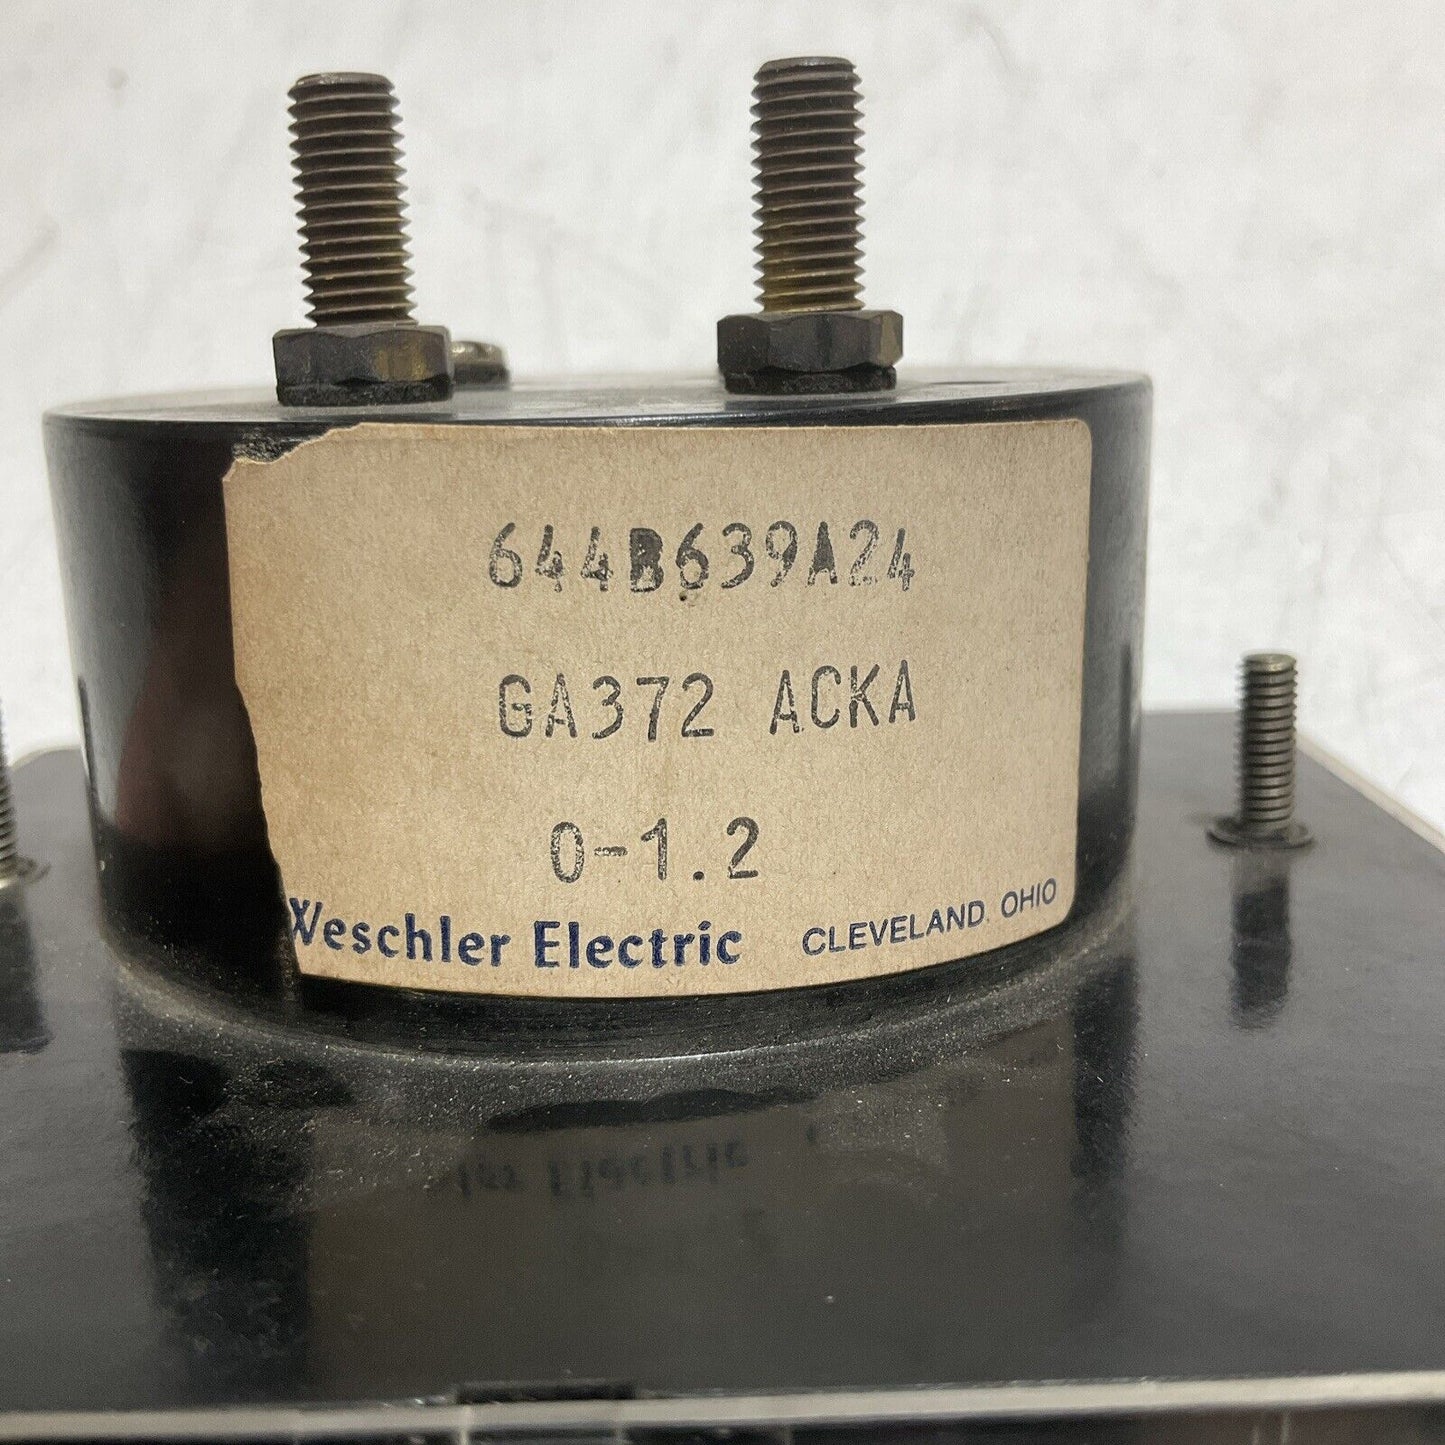 644B639A24
GA372 ACKA
0-1.2
Weschler Electric CLEVELAND, OHIO